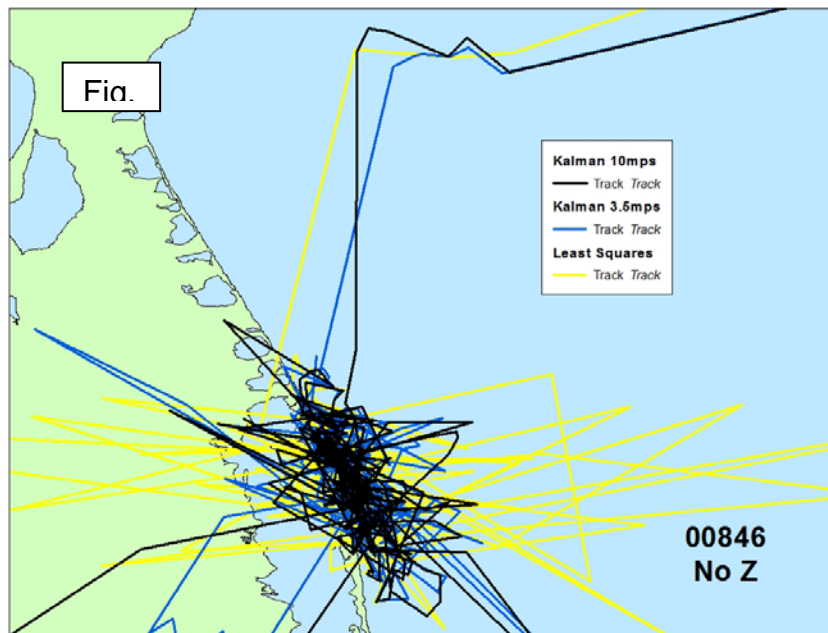 Fig.
Kalman 10mps
Track Track
Kalman 3.5mps
Track Track
Least Squares
Track Track
00846
No Z